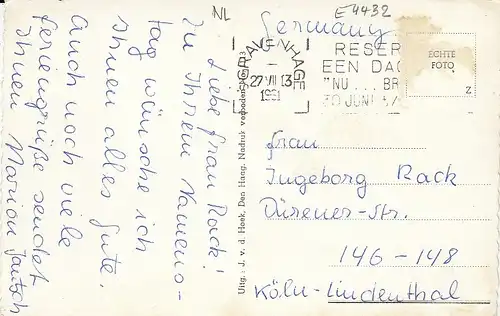 NL
Germany
E4432
'S-GRAVENHAGE
27 VII 13
1951
RESER
EEN DAG
"NU ... BR
30 JUNI
ECHTE
FOTO
Z
Liebe Frau Rack!
Zu Ihrem Namens-
tag wünsche ich
Ihnen alles Gute.
Auch noch viele
Feriengrüße sendet
Ihnen Marion Jautsch
Uitg.: J. v. d. Hoek, Den Haag. Nadruk verboden
Frau
Ingeborg Rack
Dürener-Str.
146-148
Köln-Lindenthal